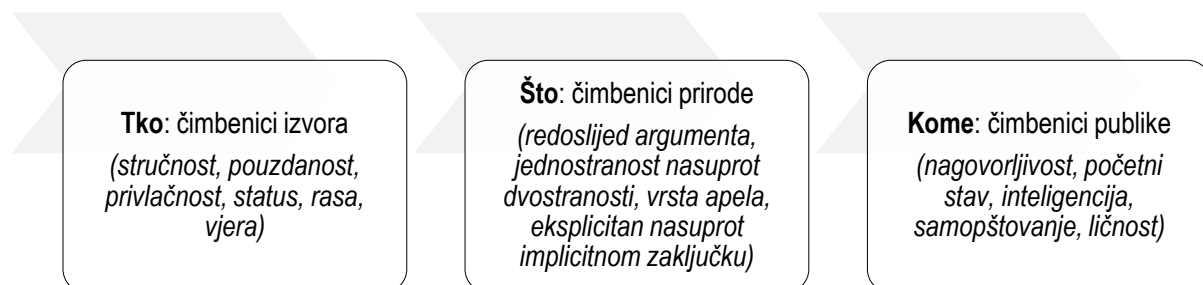 Tko: čimbenici izvora
(stručnost, pouzdanost,
privlačnost, status, rasa,
vjera)
Što: čimbenici prirode
(redoslijed argumenta,
jednostranost nasuprot
dvostranosti, vrsta apela,
eksplicitan nasuprot
implicitnom zaključku)
Kome: čimbenici publike
(nagovorljivost, početni
stav, inteligencija,
samopštovanje, ličnost)